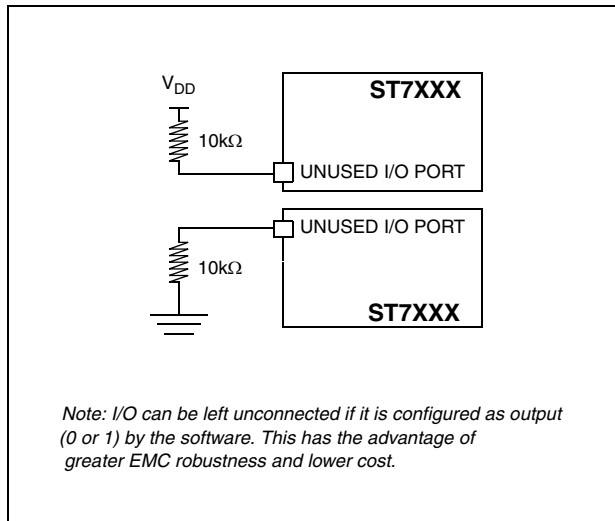 VDD
ST7XXX
10kΩ
UNUSED I/O PORT
UNUSED I/O PORT
10kΩ
ST7XXX
Note: I/O can be left unconnected if it is configured as output
(0 or 1) by the software. This has the advantage of
greater EMC robustness and lower cost.